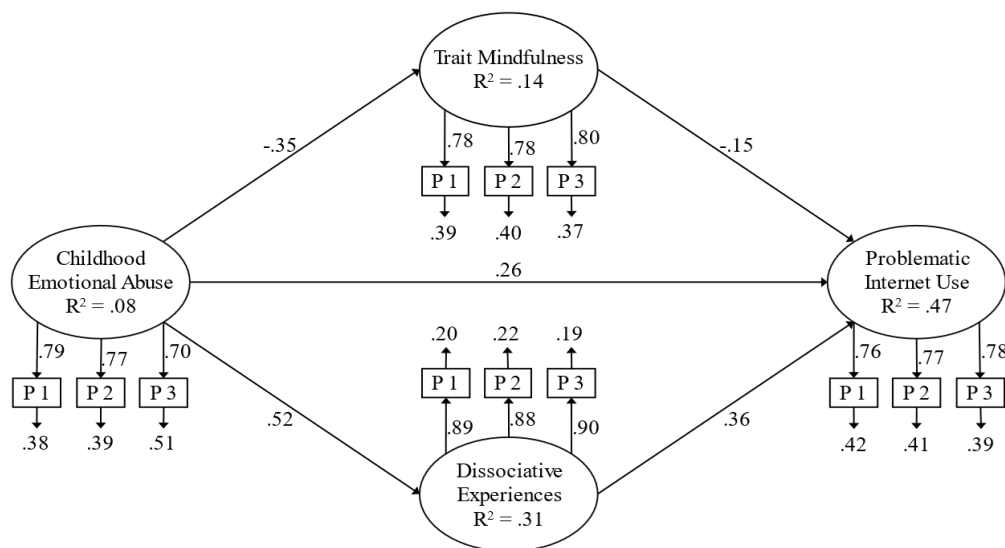 Trait Mindfulness
R² = .14
.78
.78
.80
P 1
P 2
P 3
.39
.40
.37
-.35
-.15
Childhood
Emotional Abuse
R² = .08
.26
Problematic
Internet Use
R² = .47
.79
.77
.70
P 1
P 2
P 3
.38
.39
.51
.20
.22
.19
P 1
P 2
P 3
.89
.88
.90
.52
.36
.76
.77
.78
P 1
P 2
P 3
.42
.41
.39
Dissociative
Experiences
R² = .31